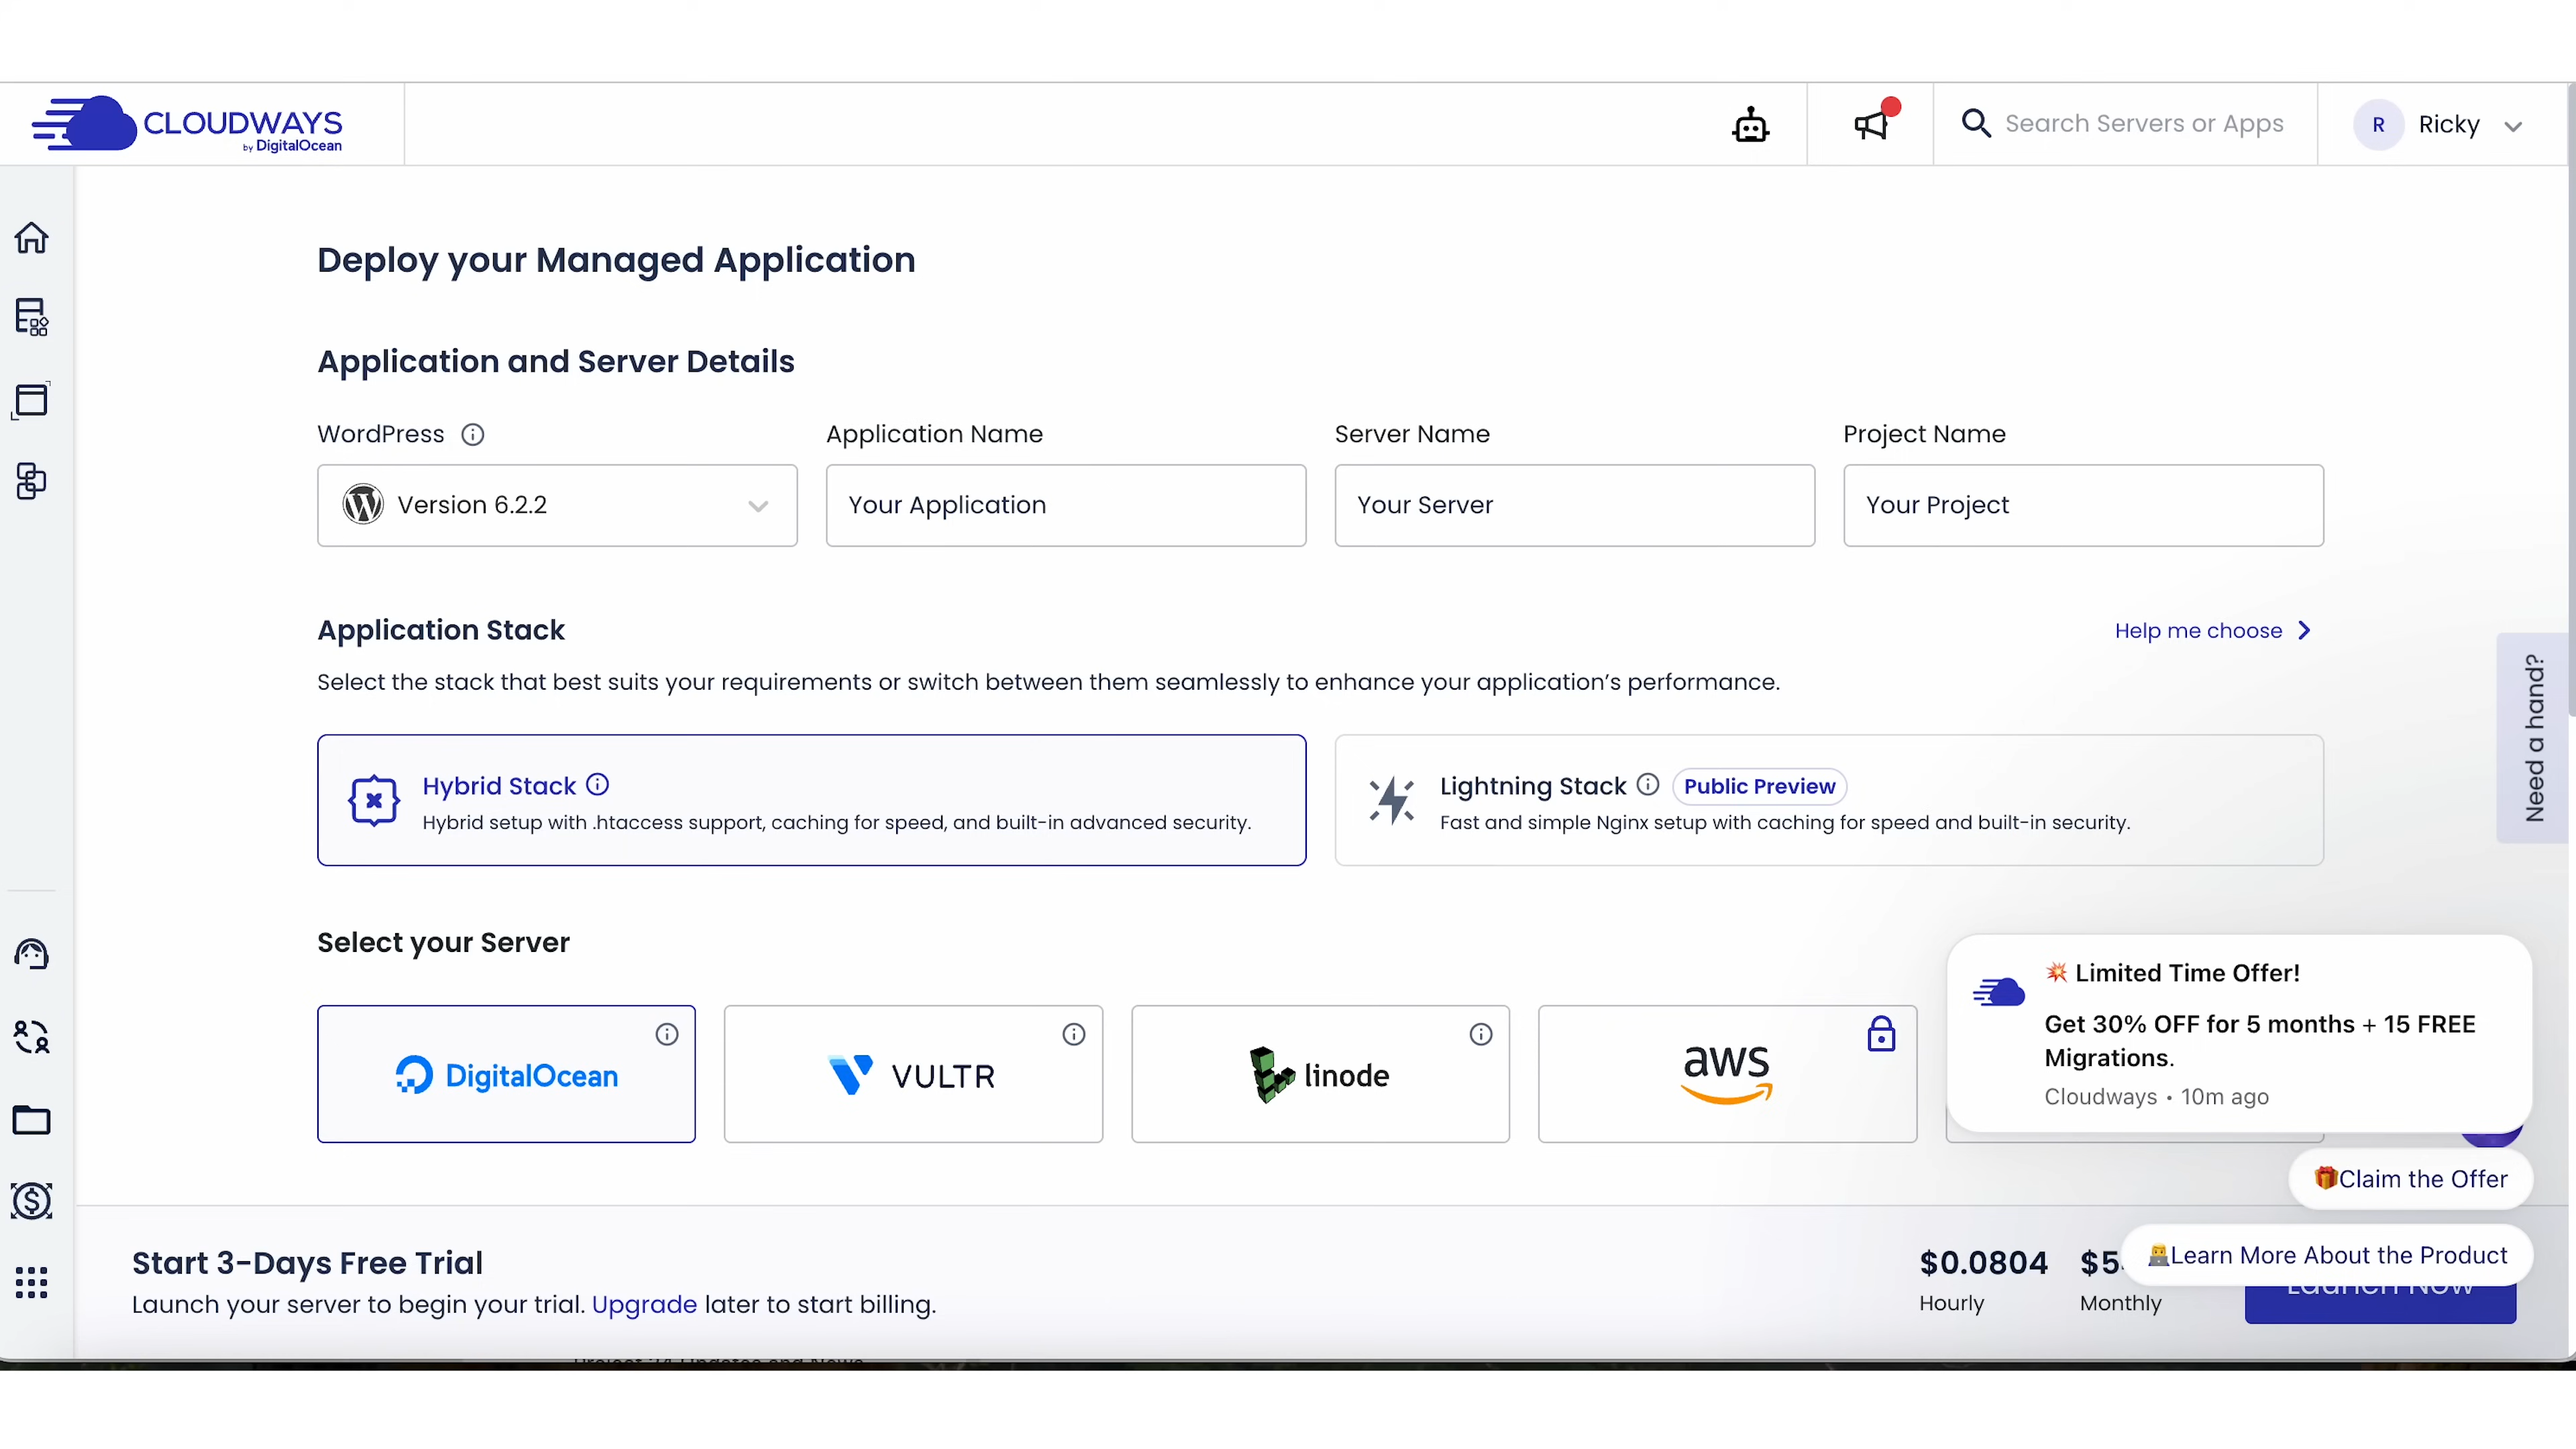 CLOUDWAYS
by DigitalOcean
Search Servers or Apps
R
Ricky
Deploy your Managed Application
Application and Server Details
WordPress
Application Name
Server Name
Project Name
Version 6.2.2
Your Application
Your Server
Your Project
Application Stack
Help me choose
Select the stack that best suits your requirements or switch between them seamlessly to enhance your application's performance.
Need a hand?
Hybrid Stack
Hybrid setup with .htaccess support, caching for speed, and built-in advanced security.
Lightning Stack
Public Preview
Fast and simple Nginx setup with caching for speed and built-in security.
Select your Server
DigitalOcean
VULTR
linode
aws
💥 Limited Time Offer!
Get 30% OFF for 5 months + 15 FREE
Migrations.
Cloudways • 10m ago
🎁Claim the Offer
👨‍💻Learn More About the Product
Start 3-Days Free Trial
Launch your server to begin your trial. Upgrade later to start billing.
$0.0804
Hourly
$5
Monthly
Launch Now